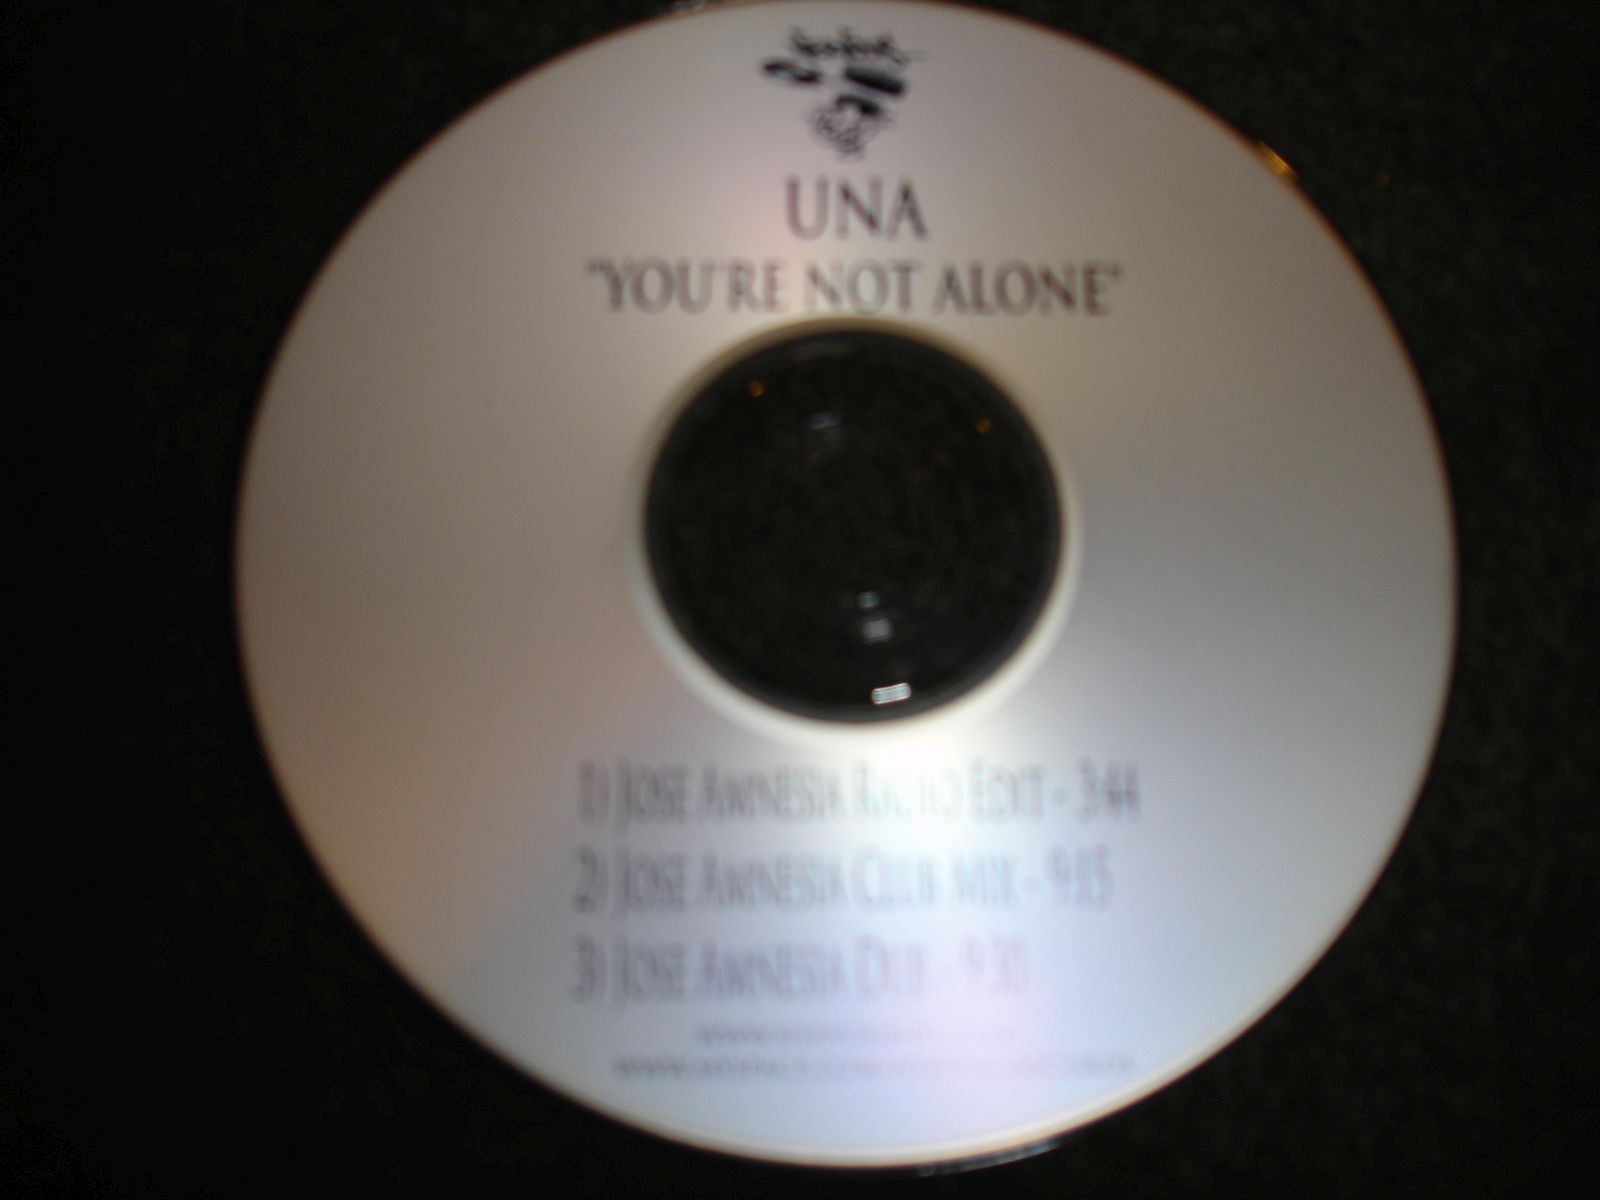 UNA
"YOU'RE NOT ALONE"
1) JOSE AMNESIA RADIO EDIT - 3:44
2) JOSE AMNESIA CLUB MIX - 9:15
3) JOSE AMNESIA DUB - 9:30